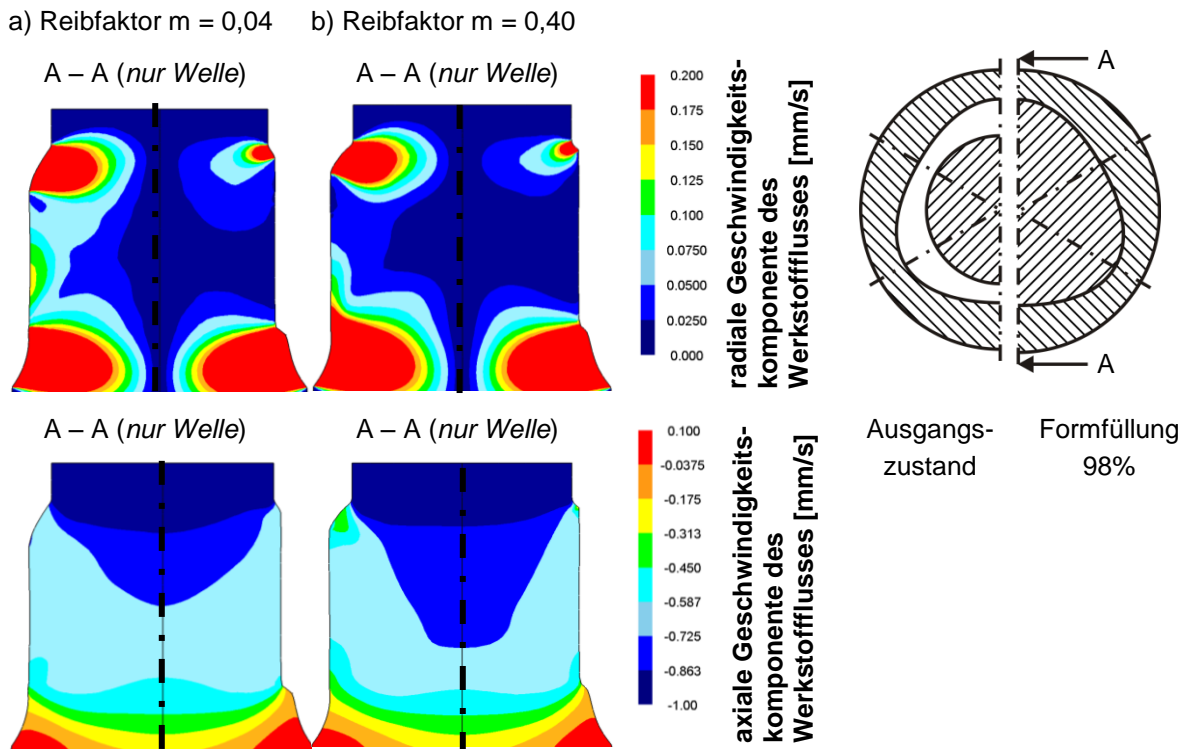 a) Reibfaktor m = 0,04
b) Reibfaktor m = 0,40
A – A (nur Welle)
A – A (nur Welle)
0.200
0.175
0.150
0.125
0.100
0.0750
0.0500
0.0250
0.000
radiale Geschwindigkeits-
komponente des
Werkstoffflusses [mm/s]
A
A
A – A (nur Welle)
A – A (nur Welle)
0.100
-0.0375
-0.175
-0.313
-0.450
-0.587
-0.725
-0.863
-1.00
axiale Geschwindigkeits-
komponente des
Werkstoffflusses [mm/s]
Ausgangs-
zustand
Formfüllung
98%